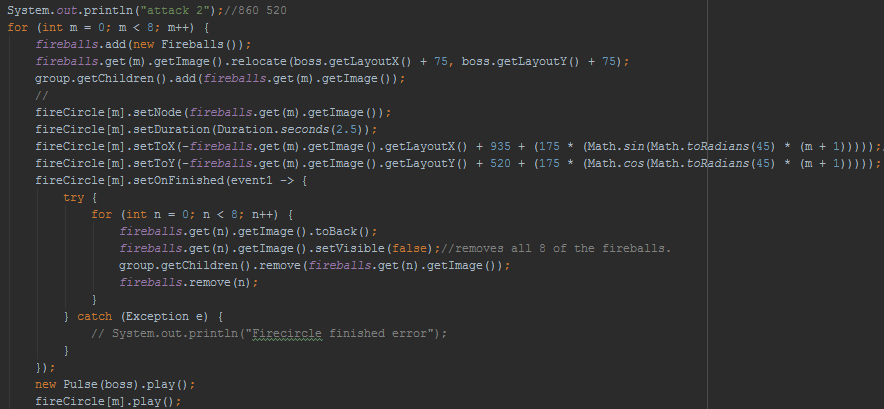 System.out.println("attack 2");//860 520
for (int m = 0; m < 8; m++) {
fireballs.add(new Fireballs());
fireballs.get(m).getImage().relocate(boss.getLayoutX() + 75, boss.getLayoutY() + 75);
group.getChildren().add(fireballs.get(m).getImage());
//
fireCircle[m].setNode(fireballs.get(m).getImage());
fireCircle[m].setDuration(Duration.seconds(2.5));
fireCircle[m].setToX(-fireballs.get(m).getImage().getLayoutX() + 935 + (175 * (Math.sin(Math.toRadians(45) * (m + 1)))));
fireCircle[m].setToY(-fireballs.get(m).getImage().getLayoutY() + 520 + (175 * (Math.cos(Math.toRadians(45) * (m + 1)))));
fireCircle[m].setOnFinished(event1 -> {
try {
for (int n = 0; n < 8; n++) {
fireballs.get(n).getImage().toBack();
fireballs.get(n).getImage().setVisible(false);//removes all 8 of the fireballs.
group.getChildren().remove(fireballs.get(n).getImage());
fireballs.remove(n);
}
} catch (Exception e) {
// System.out.println("Firecircle finished error");
}
});
new Pulse(boss).play();
fireCircle[m].play();